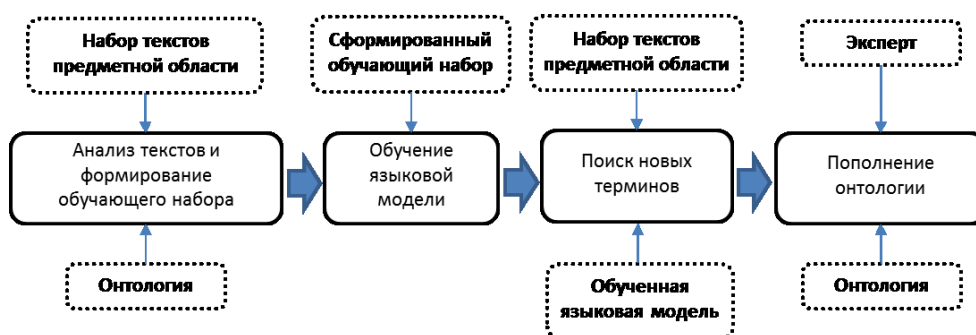 Набор текстов
предметной области
Сформированный
обучающий набор
Набор текстов
предметной области
Эксперт
Анализ текстов и
формирование
обучающего набора
Обучение
языковой
модели
Поиск новых
терминов
Пополнение
онтологии
Онтология
Обученная
языковая модель
Онтология